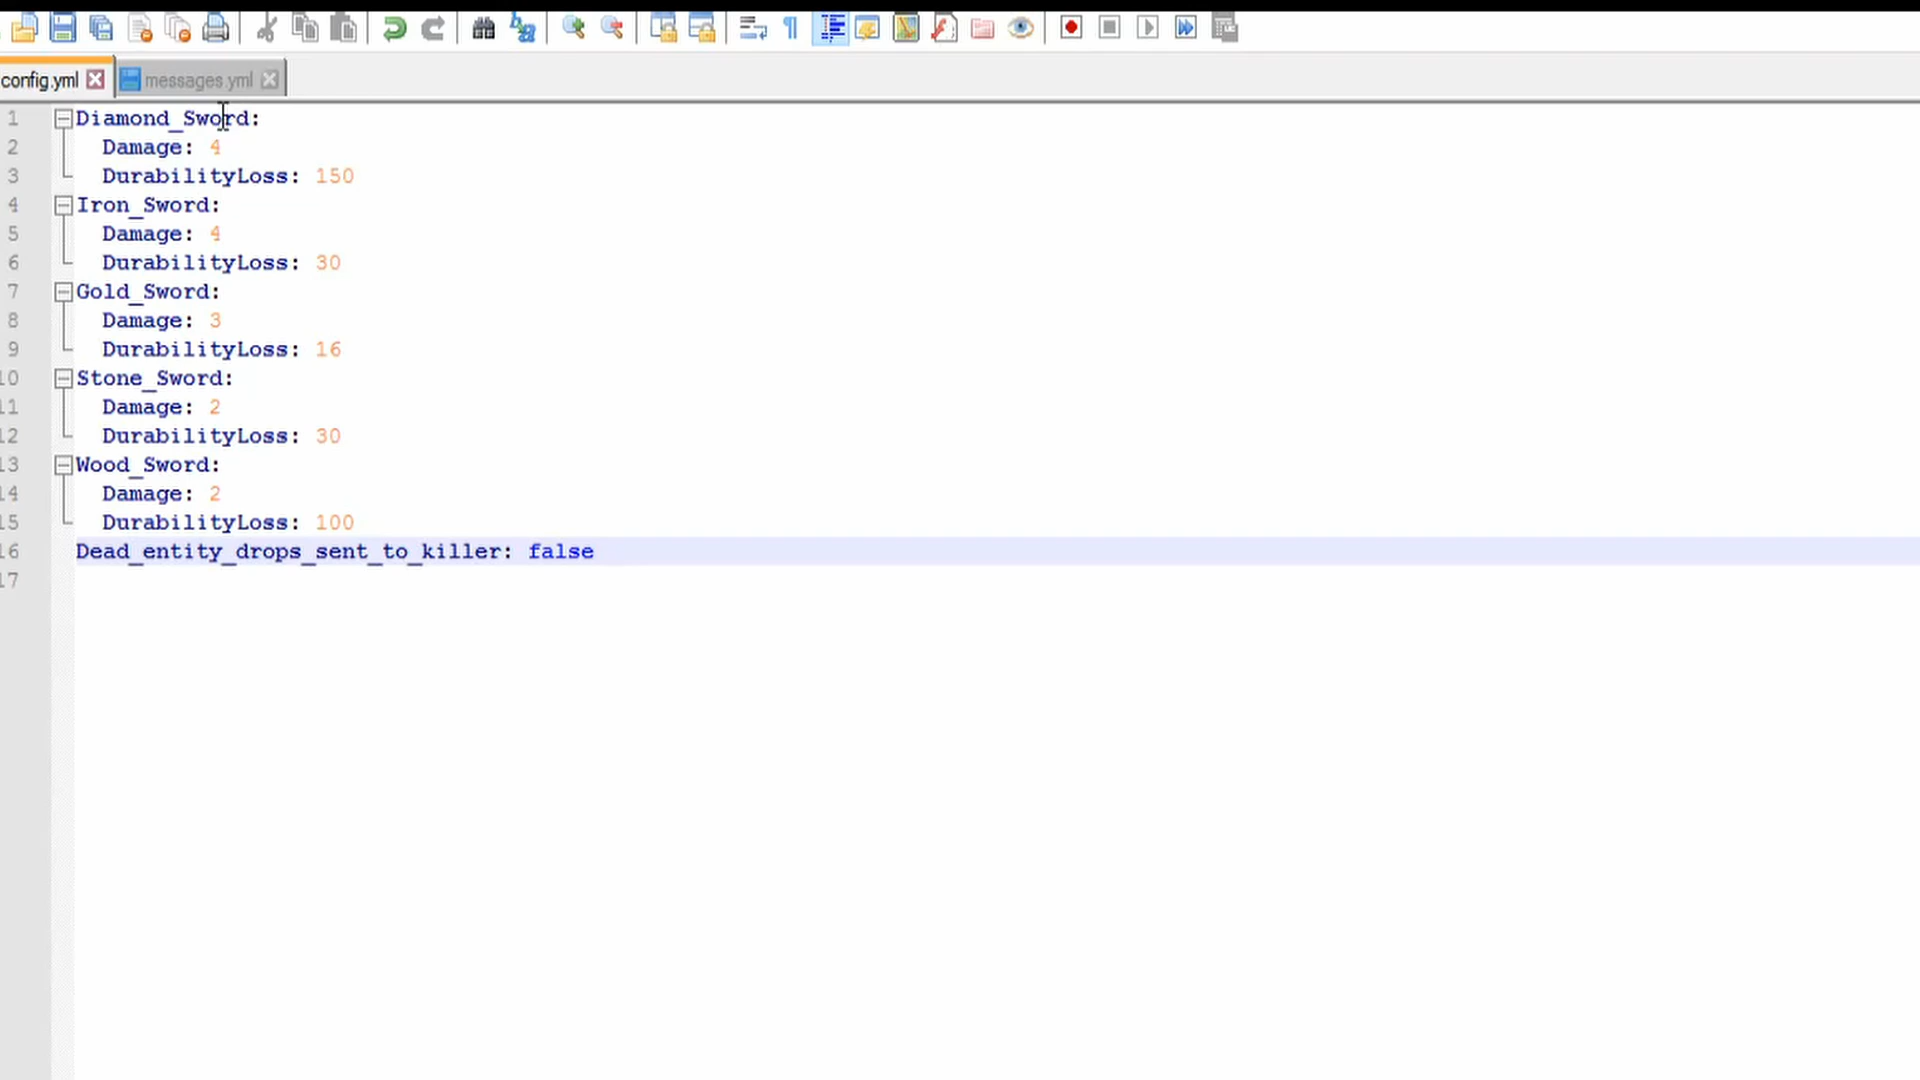 config.yml messages.yml
1 Diamond_Sword:
2 Damage: 4
3 DurabilityLoss: 150
4 Iron_Sword:
5 Damage: 4
6 DurabilityLoss: 30
7 Gold_Sword:
8 Damage: 3
9 DurabilityLoss: 16
10 Stone_Sword:
11 Damage: 2
12 DurabilityLoss: 30
13 Wood_Sword:
14 Damage: 2
15 DurabilityLoss: 100
16 Dead_entity_drops_sent_to_killer: false
17